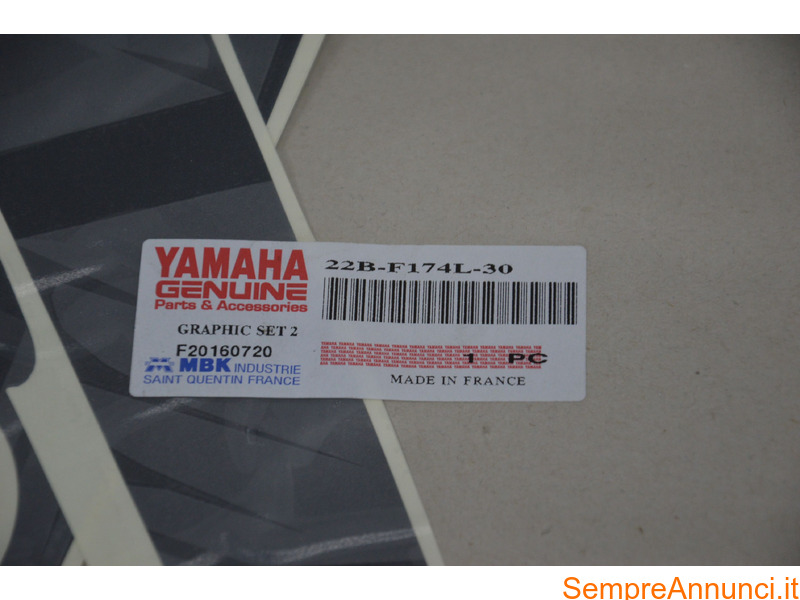 YAMAHA
GENUINE
Parts & Accessories
GRAPHIC SET 2
F20160720
MBK INDUSTRIE
SAINT QUENTIN FRANCE
22B-F174L-30
1 PC
MADE IN FRANCE
SempreAnnunci.it